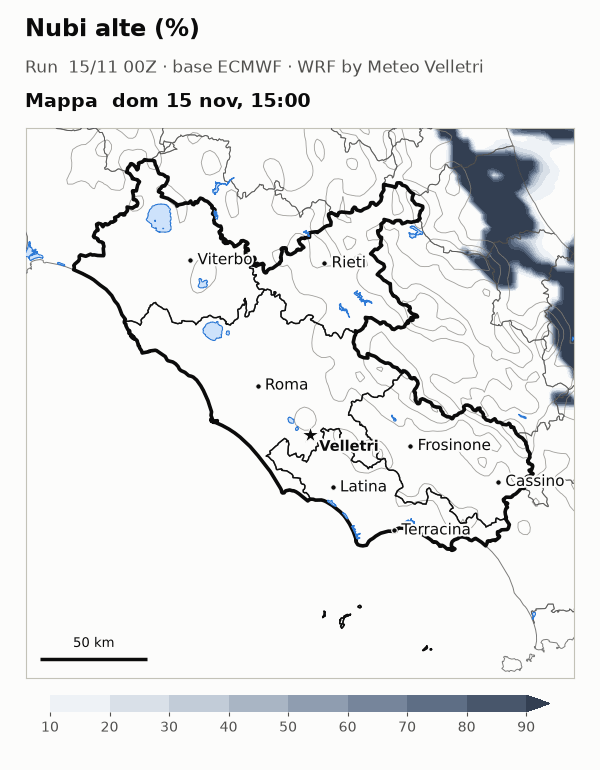 Nubi alte (%)
Run  15/11 00Z · base ECMWF · WRF by Meteo Velletri
Mappa  dom 15 nov, 15:00
Viterbo
Rieti
Roma
Velletri
Frosinone
Latina
Cassino
Terracina
50 km
10 20 30 40 50 60 70 80 90